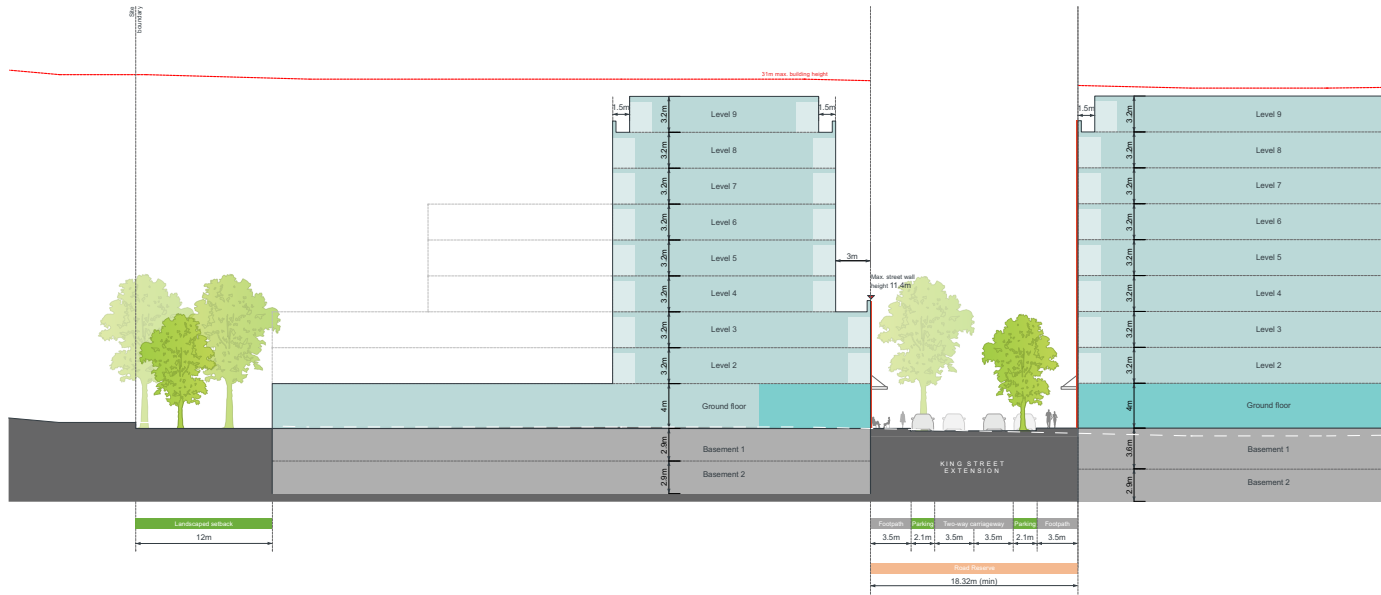 Site
boundary
31m max. building height
1.5m
1.5m
1.5m
3.2m
Level 9
3.2m
Level 9
3.2m
Level 8
3.2m
Level 8
3.2m
Level 7
3.2m
Level 7
3.2m
Level 6
3.2m
Level 6
3.2m
Level 5
3m
3.2m
Level 5
Max. street wall
height 11.4m
3.2m
Level 4
3.2m
Level 4
3.2m
Level 3
3.2m
Level 3
3.2m
Level 2
3.2m
Level 2
4m
Ground floor
4m
Ground floor
2.9m
Basement 1
3.6m
Basement 1
KING STREET
EXTENSION
2.9m
Basement 2
2.9m
Basement 2
Landscaped setback
Footpath
Parking
Two-way carriageway
Parking
Footpath
12m
3.5m
2.1m
3.5m
3.5m
2.1m
3.5m
Road Reserve
18.32m (min)